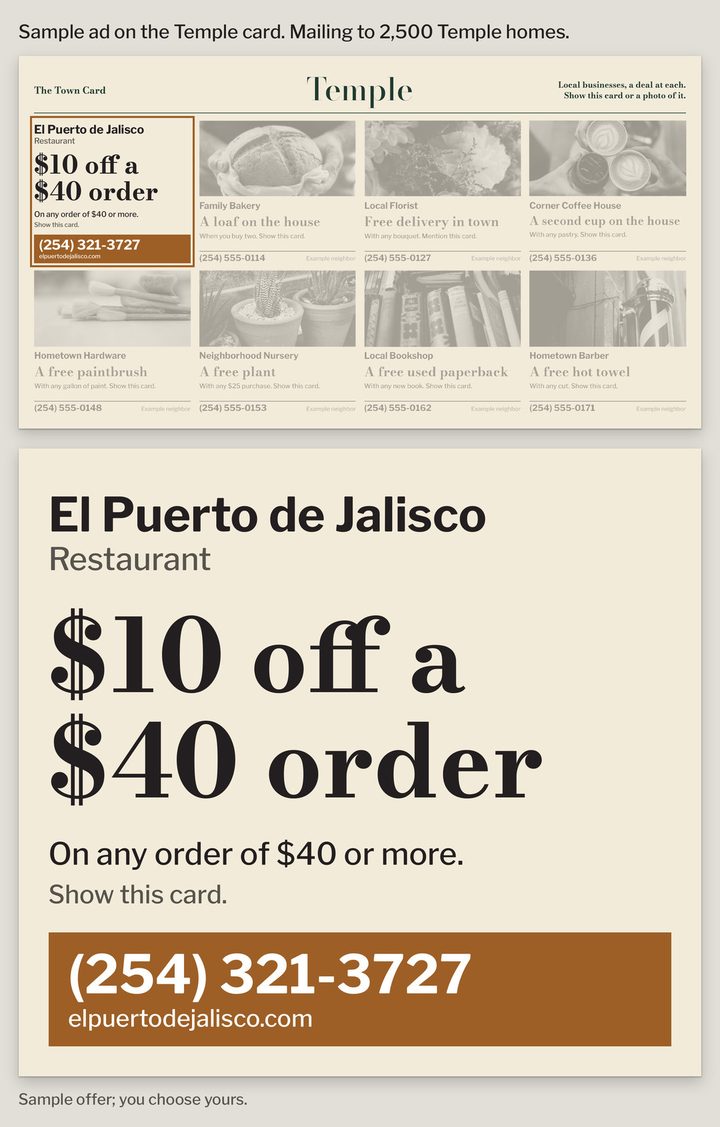 Sample ad on the Temple card. Mailing to 2,500 Temple homes.
The Town Card
Temple
Local businesses, a deal at each.
Show this card or a photo of it.
El Puerto de Jalisco
Restaurant
$10 off a
$40 order
On any order of $40 or more.
Show this card.
(254) 321-3727
elpuertodejalisco.com
Family Bakery
A loaf on the house
When you buy two. Show this card.
(254) 555-0114
Example neighbor
Local Florist
Free delivery in town
With any bouquet. Mention this card.
(254) 555-0127
Example neighbor
Corner Coffee House
A second cup on the house
With any pastry. Show this card.
(254) 555-0136
Example neighbor
Hometown Hardware
A free paintbrush
With any gallon of paint. Show this card.
(254) 555-0148
Example neighbor
Neighborhood Nursery
A free plant
With any $25 purchase. Show this card.
(254) 555-0153
Example neighbor
Local Bookshop
A free used paperback
With any new book. Show this card.
(254) 555-0162
Example neighbor
Hometown Barber
A free hot towel
With any cut. Show this card.
(254) 555-0171
Example neighbor
El Puerto de Jalisco
Restaurant
$10 off a
$40 order
On any order of $40 or more.
Show this card.
(254) 321-3727
elpuertodejalisco.com
Sample offer; you choose yours.